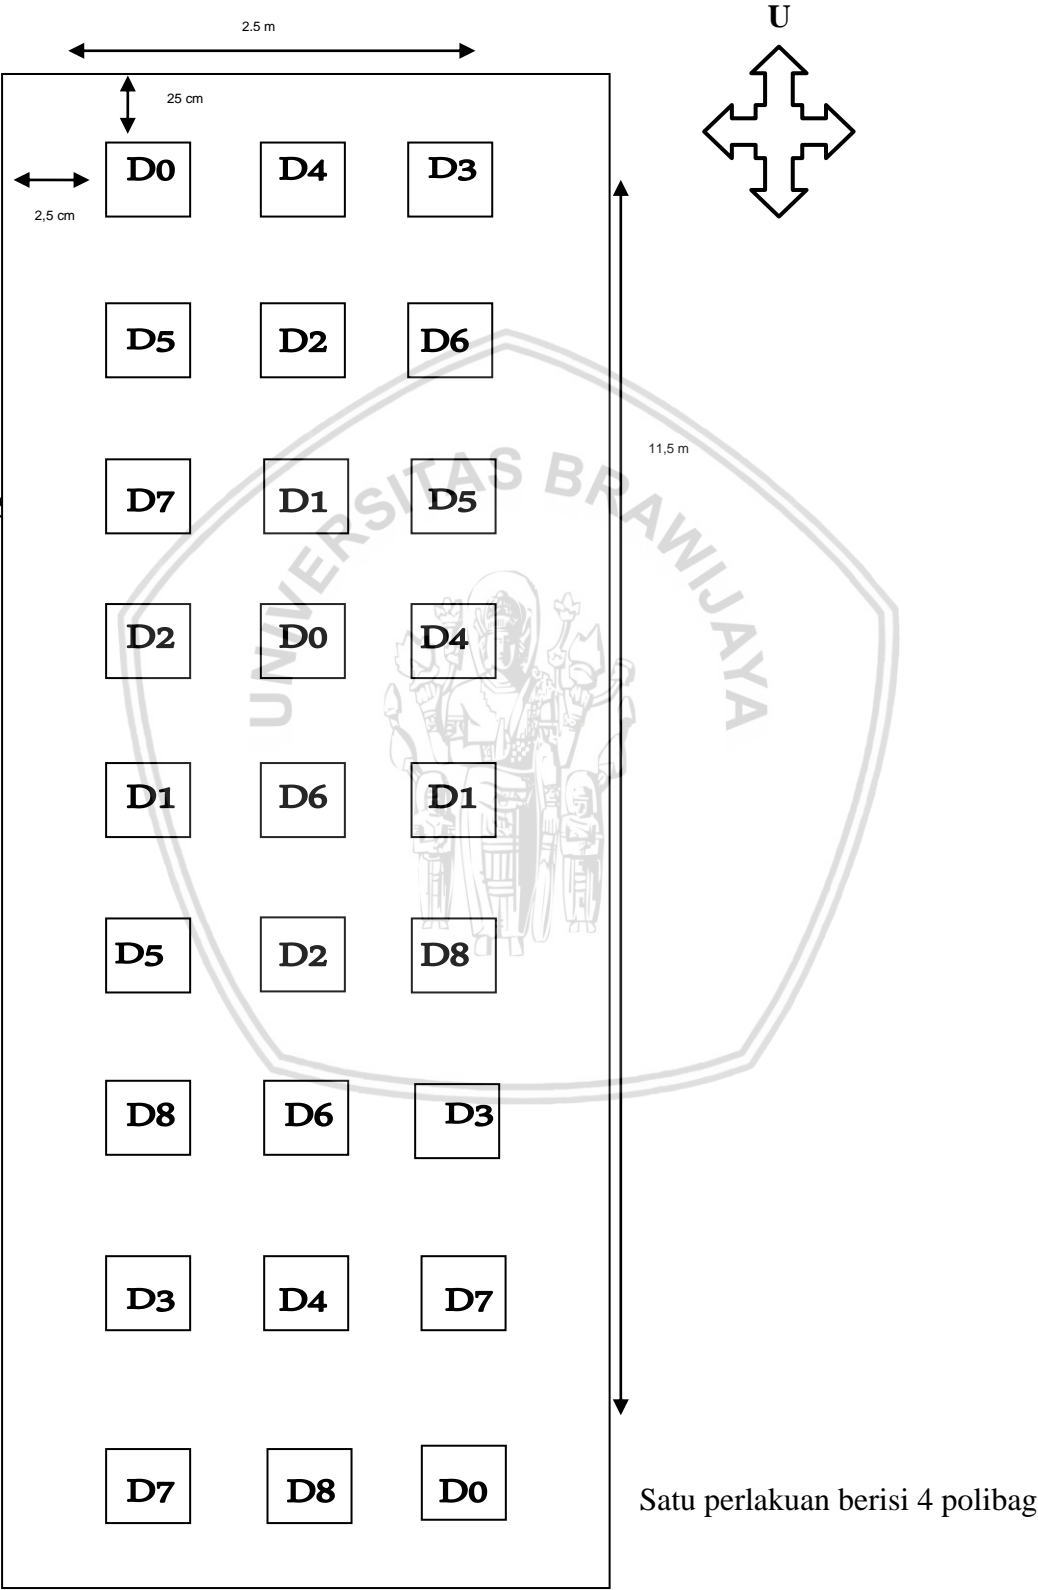 U
2.5 m
25 cm
D0 D4 D3
2,5 cm
D5 D2 D6
11,5 m
UNIVERSITAS BRAWIJAYA
D7 D1 D5
D2 D0 D4
D1 D6 D1
D5 D2 D8
D8 D6 D3
D3 D4 D7
D7 D8 D0
Satu perlakuan berisi 4 polibag